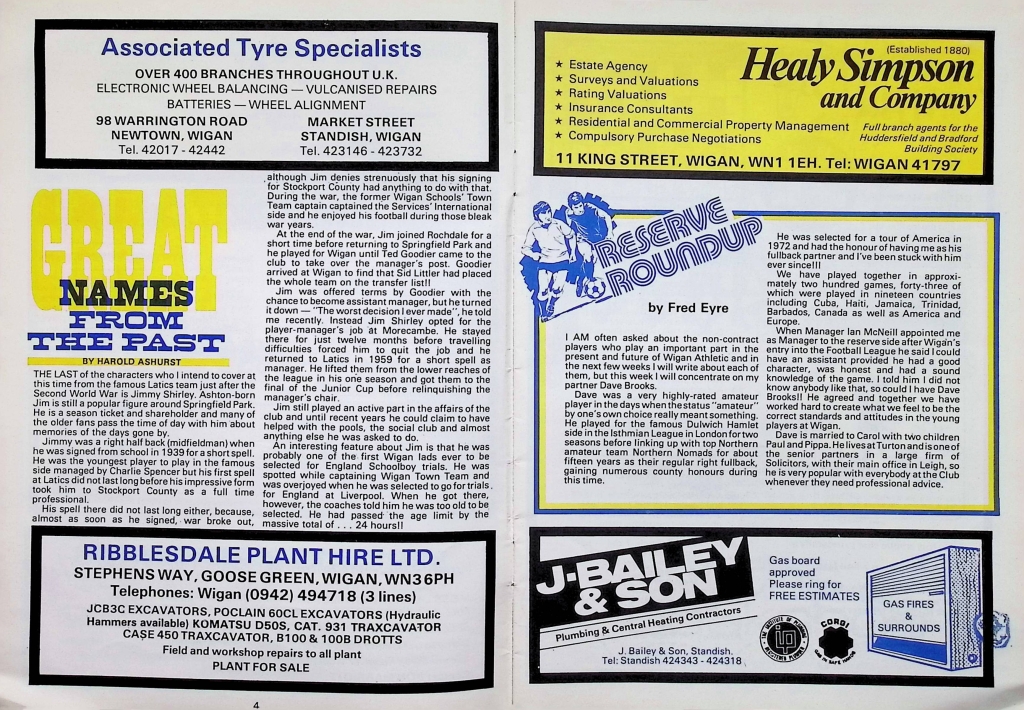 Associated Tyre Specialists
OVER 400 BRANCHES THROUGHOUT U.K.
ELECTRONIC WHEEL BALANCING — VULCANISED REPAIRS
BATTERIES — WHEEL ALIGNMENT
98 WARRINGTON ROAD
NEWTOWN, WIGAN
Tel. 42017 - 42442
MARKET STREET
STANDISH, WIGAN
Tel. 423146 - 423732
GREAT
NAMES
FROM
THE PAST
BY HAROLD ASHURST
THE LAST of the characters who I intend to cover at
this time from the famous Latics team just after the
Second World War is Jimmy Shirley. Ashton-born
Jim is still a popular figure around Springfield Park.
He is a season ticket and shareholder and many of
the older fans pass the time of day with him about
memories of the days gone by.
Jimmy was a right half back (midfieldman) when
he was signed from school in 1939 for a short spell.
He was the youngest player to play in the famous
side managed by Charlie Spencer but his first spell
at Latics did not last long before his impressive form
took him to Stockport County as a full time
professional.
His spell there did not last long either, because,
almost as soon as he signed, war broke out,
although Jim denies strenuously that his signing
for Stockport County had anything to do with that.
During the war, the former Wigan Schools' Town
Team captain captained the Services' International
side and he enjoyed his football during those bleak
war years.
At the end of the war, Jim joined Rochdale for a
short time before returning to Springfield Park and
he played for Wigan until Ted Goodier came to the
club to take over the manager's post. Goodier
arrived at Wigan to find that Sid Littler had placed
the whole team on the transfer list!!
Jim was offered terms by Goodier with the
chance to become assistant manager, but he turned
it down — "The worst decision I ever made", he told
me recently. Instead Jim Shirley opted for the
player-manager's job at Morecambe. He stayed
there for just twelve months before travelling
difficulties forced him to quit the job and he
returned to Latics in 1959 for a short spell as
manager. He lifted them from the lower reaches of
the league in his one season and got them to the
final of the Junior Cup before relinquishing the
manager's chair.
Jim still played an active part in the affairs of the
club and until recent years he could claim to have
helped with the pools, the social club and almost
anything else he was asked to do.
An interesting feature about Jim is that he was
probably one of the first Wigan lads ever to be
selected for England Schoolboy trials. He was
spotted while captaining Wigan Town Team and
was overjoyed when he was selected to go for trials
for England at Liverpool. When he got there,
however, the coaches told him he was too old to be
selected. He had passed the age limit by the
massive total of . . . 24 hours!!
RIBBLESDALE PLANT HIRE LTD.
STEPHENS WAY, GOOSE GREEN, WIGAN, WN3 6PH
Telephones: Wigan (0942) 494718 (3 lines)
JCB3C EXCAVATORS, POCLAIN 60CL EXCAVATORS (Hydraulic
Hammers available) KOMATSU D50S, CAT. 931 TRAXCAVATOR
CASE 450 TRAXCAVATOR, B100 & 100B DROTTS
Field and workshop repairs to all plant
PLANT FOR SALE
4
(Established 1880)
Healy Simpson
and Company
★ Estate Agency
★ Surveys and Valuations
★ Rating Valuations
★ Insurance Consultants
★ Residential and Commercial Property Management
★ Compulsory Purchase Negotiations
Full branch agents for the
Huddersfield and Bradford
Building Society
11 KING STREET, WIGAN, WN1 1EH. Tel: WIGAN 41797
RESERVE
ROUNDUP
by Fred Eyre
I AM often asked about the non-contract
players who play an important part in the
present and future of Wigan Athletic and in
the next few weeks I will write about each of
them, but this week I will concentrate on my
partner Dave Brooks.
Dave was a very highly-rated amateur
player in the days when the status "amateur"
by one's own choice really meant something.
He played for the famous Dulwich Hamlet
side in the Isthmian League in London for two
seasons before linking up with top Northern
amateur team Northern Nomads for about
fifteen years as their regular right fullback,
gaining numerous county honours during
this time.
He was selected for a tour of America in
1972 and had the honour of having me as his
fullback partner and I've been stuck with him
ever since!!!
We have played together in approxi-
mately two hundred games, forty-three of
which were played in nineteen countries
including Cuba, Haiti, Jamaica, Trinidad,
Barbados, Canada as well as America and
Europe.
When Manager Ian McNeill appointed me
as Manager to the reserve side after Wigan's
entry into the Football League he said I could
have an assistant provided he had a good
character, was honest and had a sound
knowledge of the game. I told him I did not
know anybody like that, so could I have Dave
Brooks!! He agreed and together we have
worked hard to create what we feel to be the
correct standards and attitudes in the young
players at Wigan.
Dave is married to Carol with two children
Paul and Pippa. He lives at Turton and is one of
the senior partners in a large firm of
Solicitors, with their main office in Leigh, so
he is very popular with everybody at the Club
whenever they need professional advice.
J·BAILEY
& SON
Plumbing & Central Heating Contractors
J. Bailey & Son, Standish.
Tel: Standish 424343 - 424318
Gas board
approved
Please ring for
FREE ESTIMATES
THE INSTITUTE OF PLUMBING
REGISTERED PLUMBER
CORGI
GAS FIRES
&
SURROUNDS